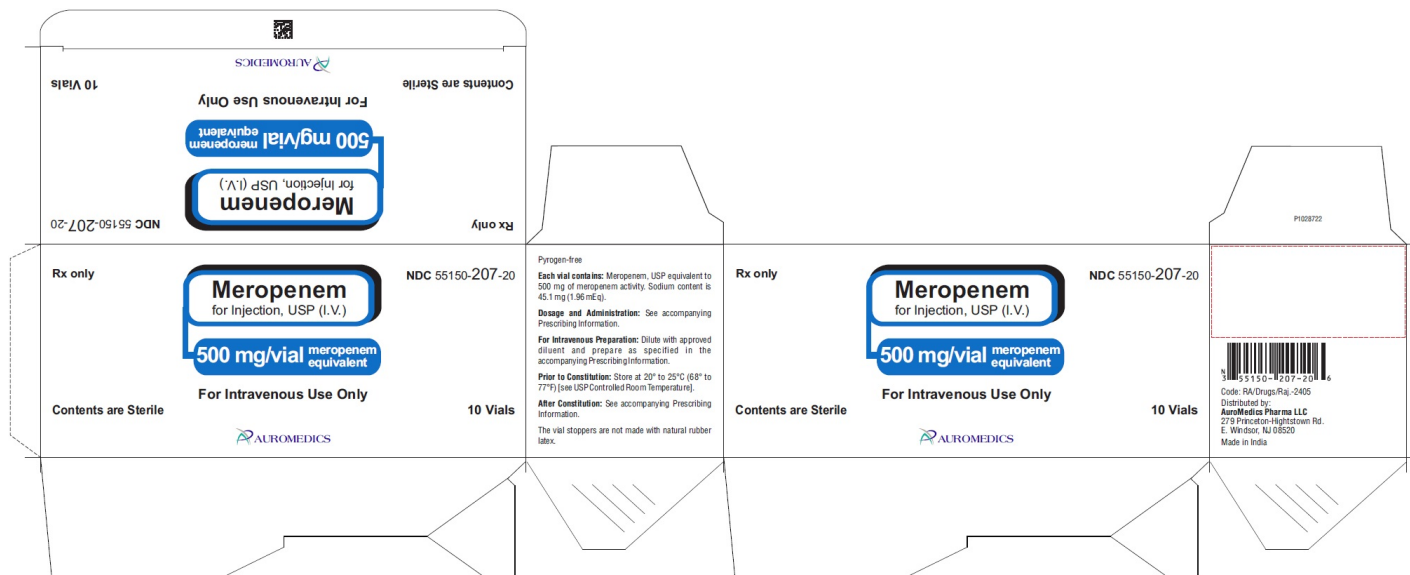 AUROMEDICS
10 Vials
Contents are Sterile
For Intravenous Use Only
500 mg/vial meropenem equivalent
Meropenem
for Injection, USP (I.V.)
NDC 55150-207-20
Rx only
Rx only
NDC 55150-207-20
Meropenem
for Injection, USP (I.V.)
500 mg/vial meropenem equivalent
For Intravenous Use Only
Contents are Sterile
10 Vials
AUROMEDICS
Pyrogen-free
Each vial contains: Meropenem, USP equivalent to
500 mg of meropenem activity. Sodium content is
45.1 mg (1.96 mEq).
Dosage and Administration: See accompanying
Prescribing Information.
For Intravenous Preparation: Dilute with approved
diluent and prepare as specified in the
accompanying Prescribing Information.
Prior to Constitution: Store at 20° to 25°C (68° to
77°F) [see USP Controlled Room Temperature].
After Constitution: See accompanying Prescribing
Information.
The vial stoppers are not made with natural rubber
latex.
Rx only
NDC 55150-207-20
Meropenem
for Injection, USP (I.V.)
500 mg/vial meropenem equivalent
For Intravenous Use Only
Contents are Sterile
10 Vials
AUROMEDICS
P1028722
N
3 55150-207-20 6
Code: RA/Drugs/Raj.-2405
Distributed by:
AuroMedics Pharma LLC
279 Princeton-Hightstown Rd.
E. Windsor, NJ 08520
Made in India